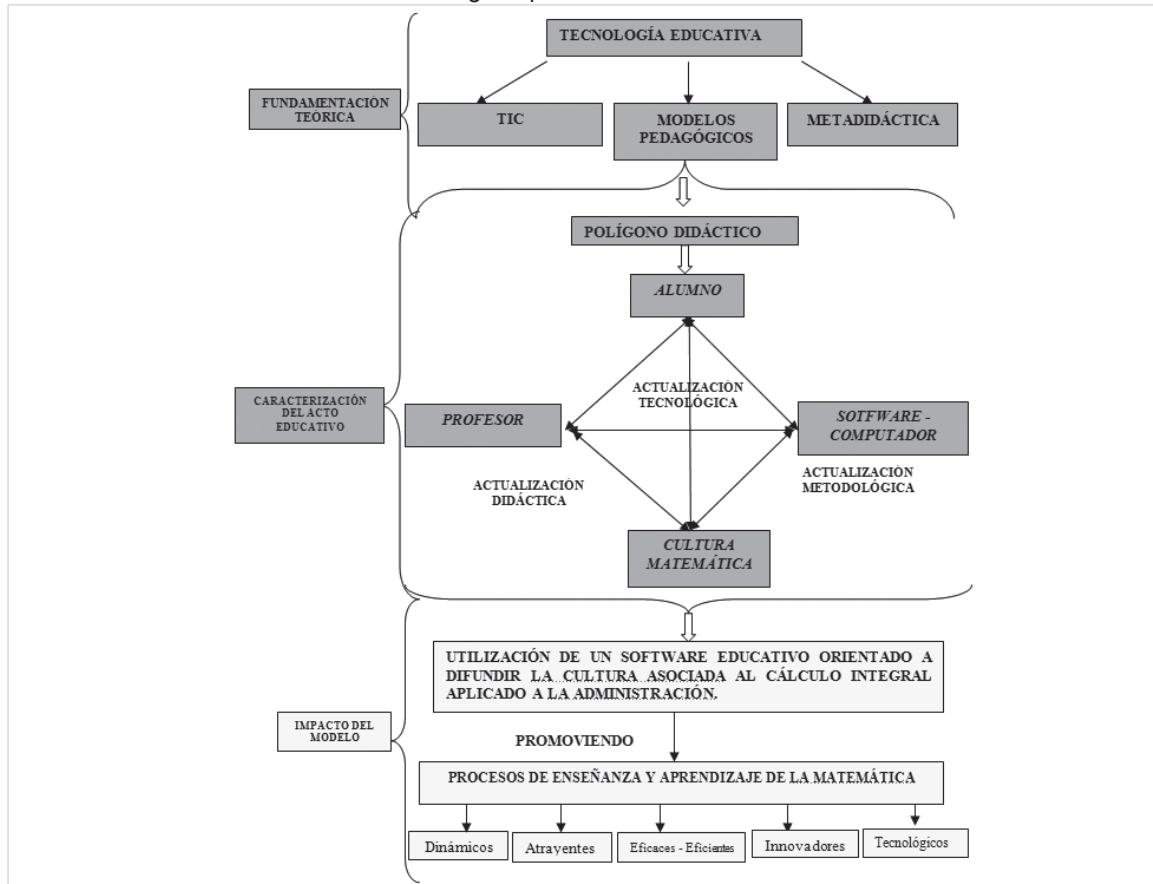 TECNOLOGÍA EDUCATIVA
FUNDAMENTACIÓN
TEÓRICA
TIC
MODELOS
PEDAGÓGICOS
METADIDÁCTICA
POLÍGONO DIDÁCTICO
ALUMNO
CARACTERIZACIÓN
DEL ACTO
EDUCATIVO
ACTUALIZACIÓN
TECNOLÓGICA
PROFESOR
SOTFWARE -
COMPUTADOR
ACTUALIZACIÓN
DIDÁCTICA
ACTUALIZACIÓN
METODOLÓGICA
CULTURA
MATEMÁTICA
UTILIZACIÓN DE UN SOFTWARE EDUCATIVO ORIENTADO A
DIFUNDIR LA CULTURA ASOCIADA AL CÁLCULO INTEGRAL
APLICADO A LA ADMINISTRACIÓN.
IMPACTO DEL
MODELO
PROMOVIENDO
PROCESOS DE ENSEÑANZA Y APRENDIZAJE DE LA MATEMÁTICA
Dinámicos
Atrayentes
Eficaces - Eficientes
Innovadores
Tecnológicos